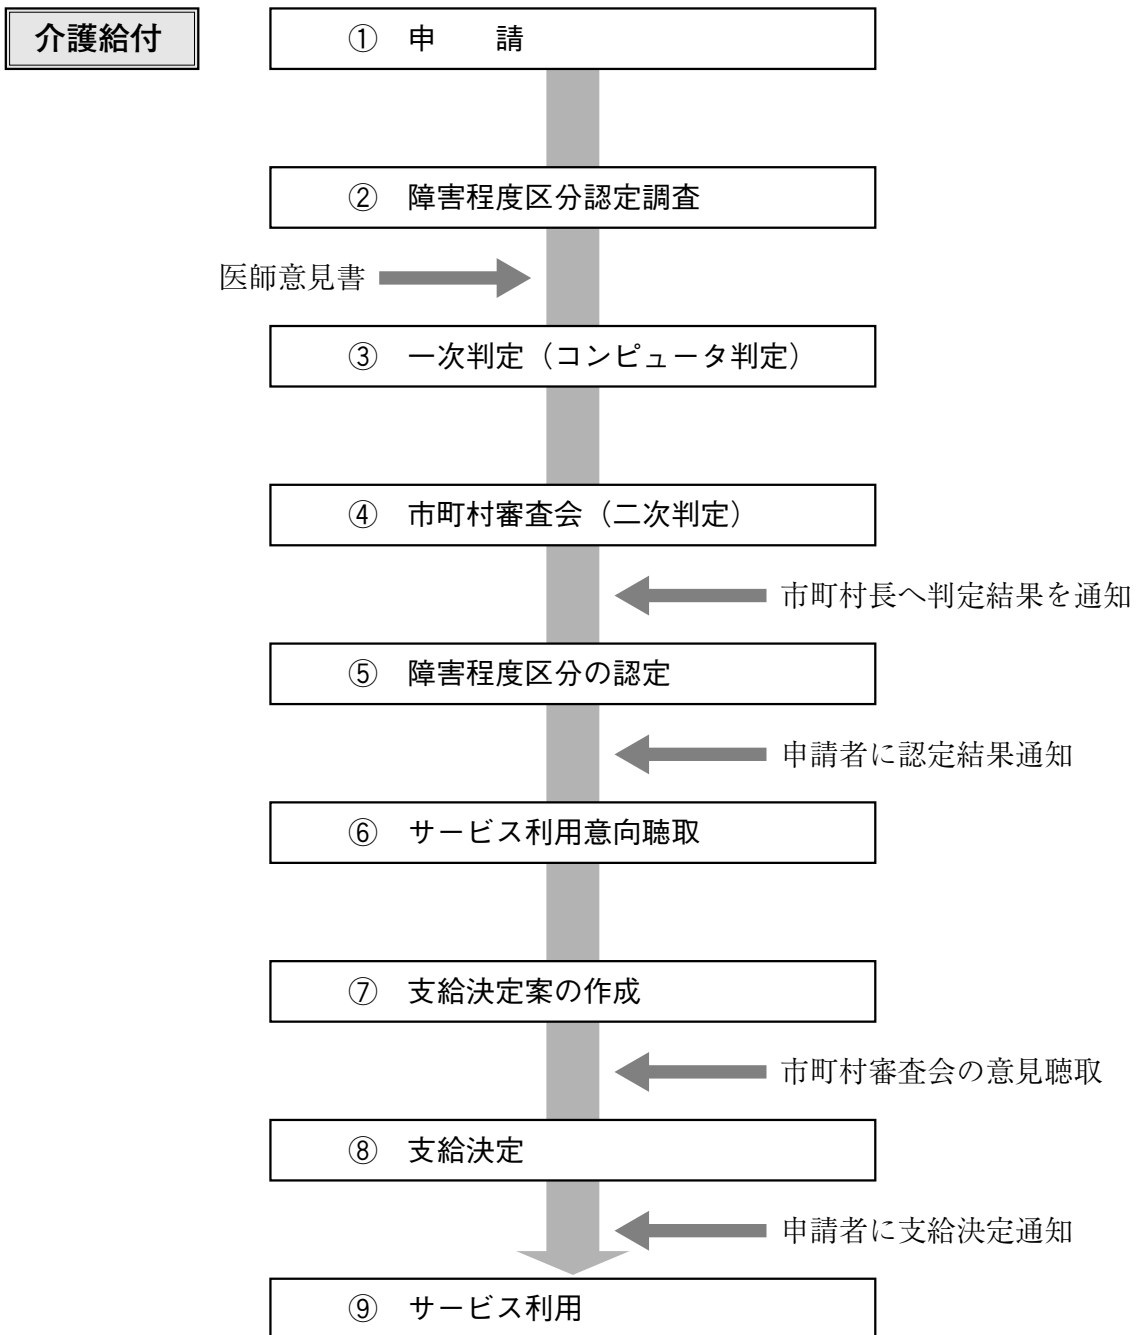 介護給付
① 申　　請
② 障害程度区分認定調査
医師意見書
③ 一次判定（コンピュータ判定）
④ 市町村審査会（二次判定）
市町村長へ判定結果を通知
⑤ 障害程度区分の認定
申請者に認定結果通知
⑥ サービス利用意向聴取
⑦ 支給決定案の作成
市町村審査会の意見聴取
⑧ 支給決定
申請者に支給決定通知
⑨ サービス利用